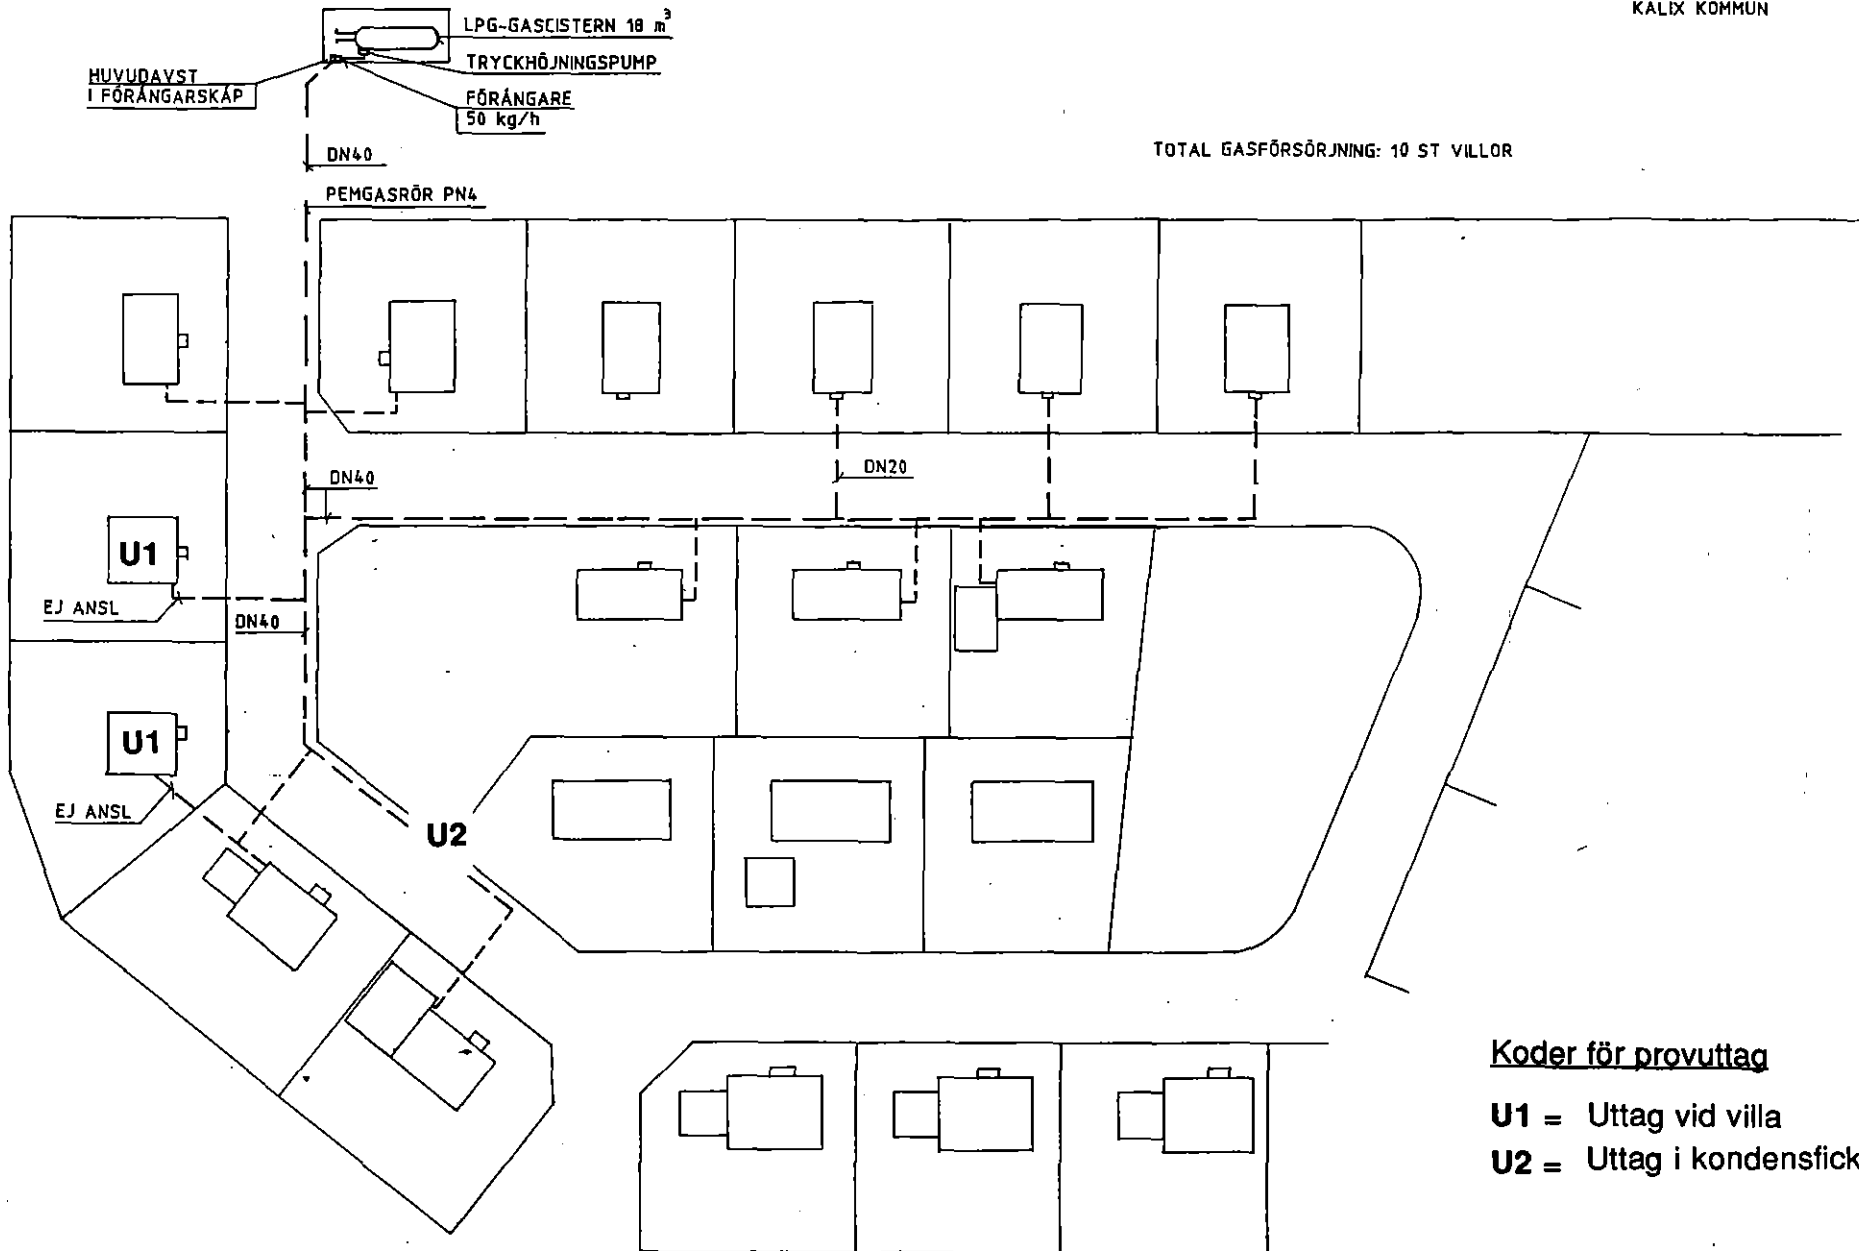 KALIX KOMMUN
LPG-GASCISTERN 18 m³
TRYCKHÖJNINGSPUMP
HUVUDAVST
I FÖRÅNGARSKÅP
FÖRÅNGARE
50 kg/h
TOTAL GASFÖRSÖRJNING: 10 ST VILLOR
DN40
PEMGASRÖR PN4
DN40
DN20
U1
EJ ANSL
DN40
U1
EJ ANSL
U2
Koder för provuttag
U1 = Uttag vid villa
U2 = Uttag i kondensfick